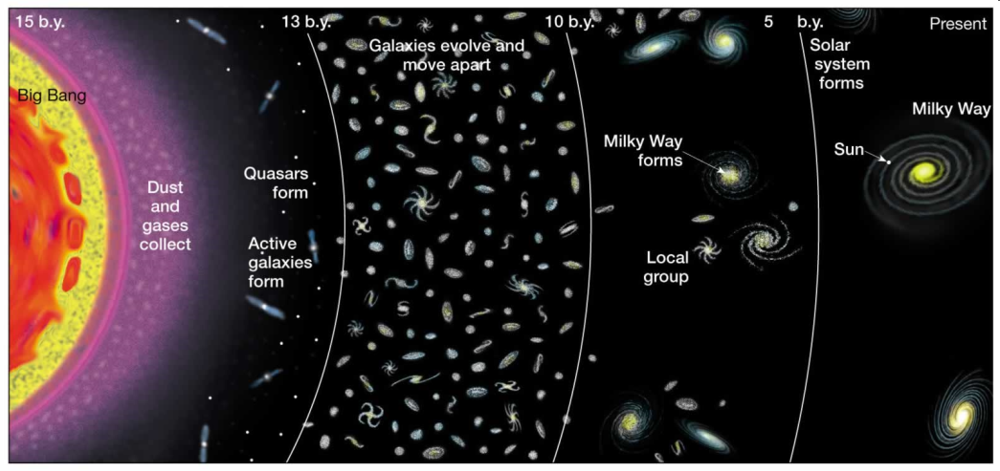 15 b.y.
13 b.y.
10 b.y.
5 b.y.
Present
Big Bang
Dust
and
gases
collect
Quasars
form
Active
galaxies
form
Galaxies evolve and
move apart
Milky Way
forms
Local
group
Solar
system
forms
Milky Way
Sun